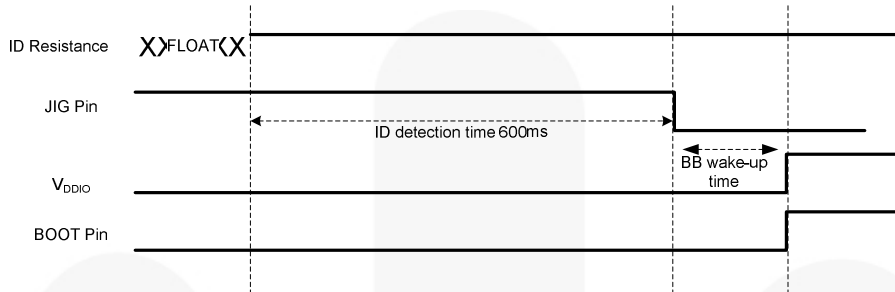 ID Resistance
FLOAT
JIG Pin
ID detection time 600ms
BB wake-up
time
VDDIO
BOOT Pin